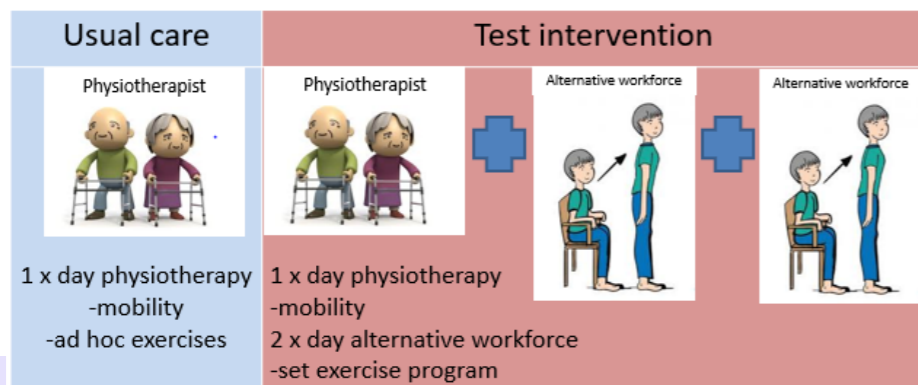 Usual care
Test intervention
Physiotherapist
Physiotherapist
Alternative workforce
Alternative workforce
1 x day physiotherapy
-mobility
-ad hoc exercises
1 x day physiotherapy
-mobility
2 x day alternative workforce
-set exercise program